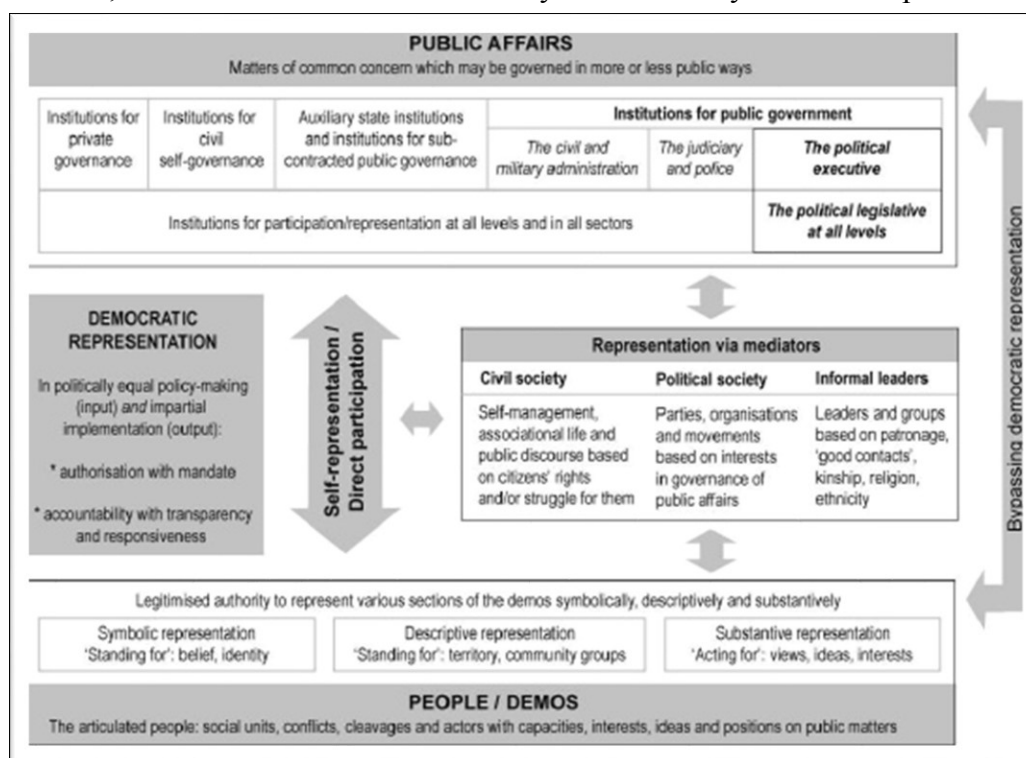 PUBLIC AFFAIRS
Matters of common concern which may be governed in more or less public ways
Institutions for
private
governance
Institutions for
civil
self-governance
Auxiliary state institutions
and institutions for sub-
contracted public governance
Institutions for public government
The civil and
military administration
The judiciary
and police
The political
executive
Institutions for participation/representation at all levels and in all sectors
The political legislative
at all levels
DEMOCRATIC
REPRESENTATION
In politically equal policy-making
(input) and impartial
implementation (output):
* authorisation with mandate
* accountability with transparency
and responsiveness
Self-representation /
Direct participation
Representation via mediators
Civil society
Self-management,
associational life and
public discourse based
on citizens' rights
and/or struggle for them
Political society
Parties, organisations
and movements
based on interests
in governance of
public affairs
Informal leaders
Leaders and groups
based on patronage,
'good contacts',
kinship, religion,
ethnicity
Bypassing democratic representation
Legitimised authority to represent various sections of the demos symbolically, descriptively and substantively
Symbolic representation
'Standing for': belief, identity
Descriptive representation
'Standing for': territory, community groups
Substantive representation
'Acting for': views, ideas, interests
PEOPLE / DEMOS
The articulated people: social units, conflicts, cleavages and actors with capacities, interests, ideas and positions on public matters